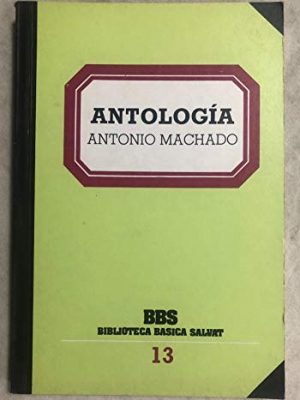 ANTOLOGÍA
ANTONIO MACHADO
BBS
BIBLIOTECA BASICA SALVAT
13